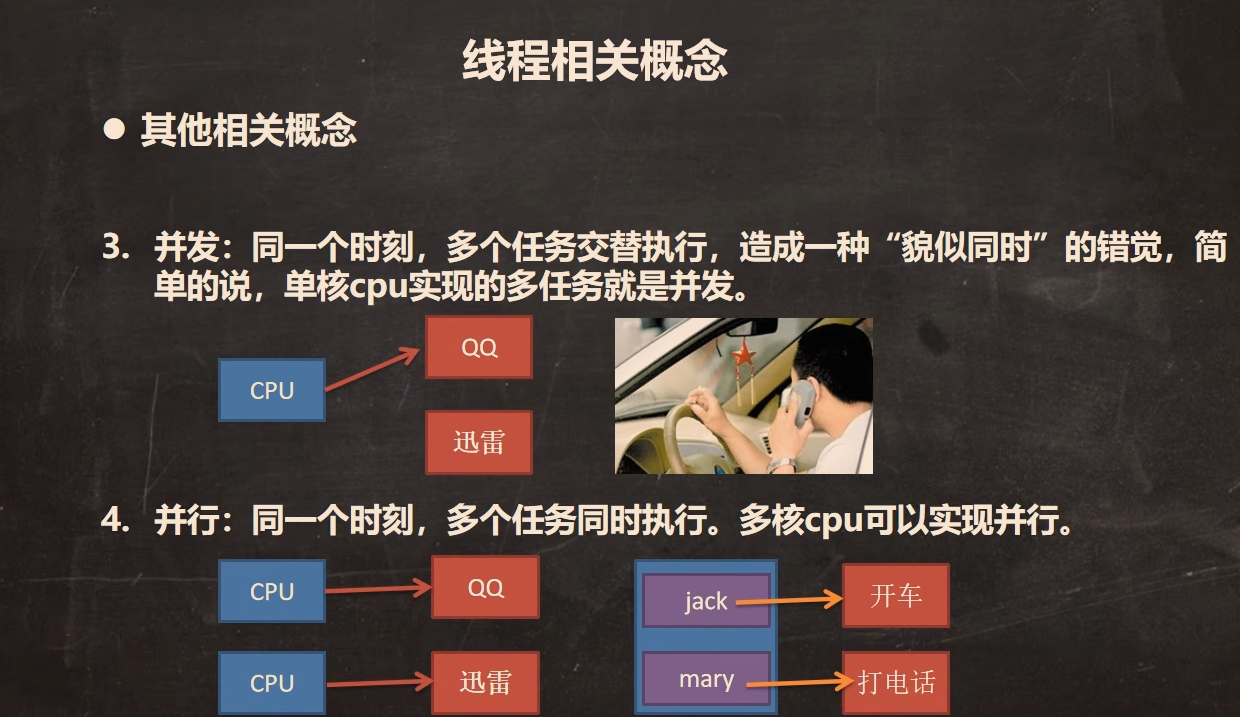 线程相关概念
● 其他相关概念
3. 并发：同一个时刻，多个任务交替执行，造成一种“貌似同时”的错觉，简
单的说，单核cpu实现的多任务就是并发。
QQ
CPU
迅雷
4. 并行：同一个时刻，多个任务同时执行。多核cpu可以实现并行。
CPU
QQ
jack
开车
CPU
迅雷
mary
打电话